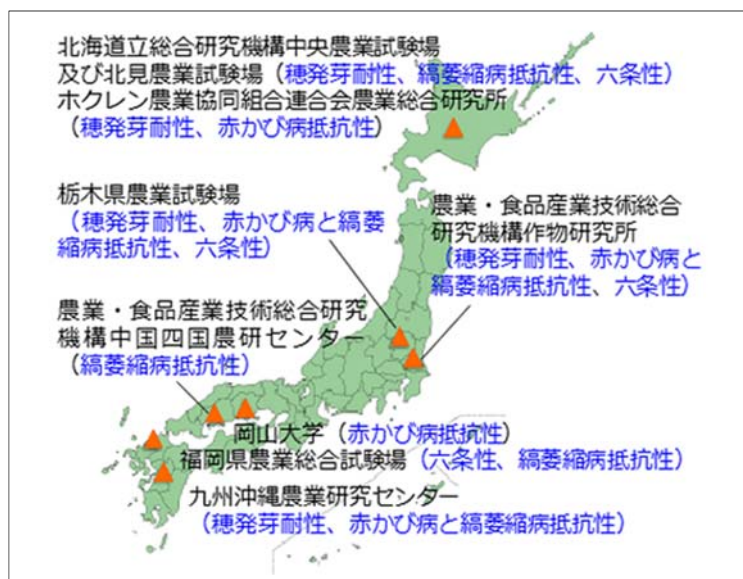 北海道立総合研究機構中央農業試験場
及び北見農業試験場（穂発芽耐性、縞萎縮病抵抗性、六条性）
ホクレン農業協同組合連合会農業総合研究所
（穂発芽耐性、赤かび病抵抗性）
栃木県農業試験場
（穂発芽耐性、赤かび病と縞萎
縮病抵抗性、六条性）
農業・食品産業技術総合
研究機構作物研究所
（穂発芽耐性、赤かび病と
縞萎縮病抵抗性、六条性）
農業・食品産業技術総合研究
機構中国四国農研センター
（縞萎縮病抵抗性）
岡山大学（赤かび病抵抗性）
福岡県農業総合試験場（六条性、縞萎縮病抵抗性）
九州沖縄農業研究センター
（穂発芽耐性、赤かび病と縞萎縮病抵抗性）